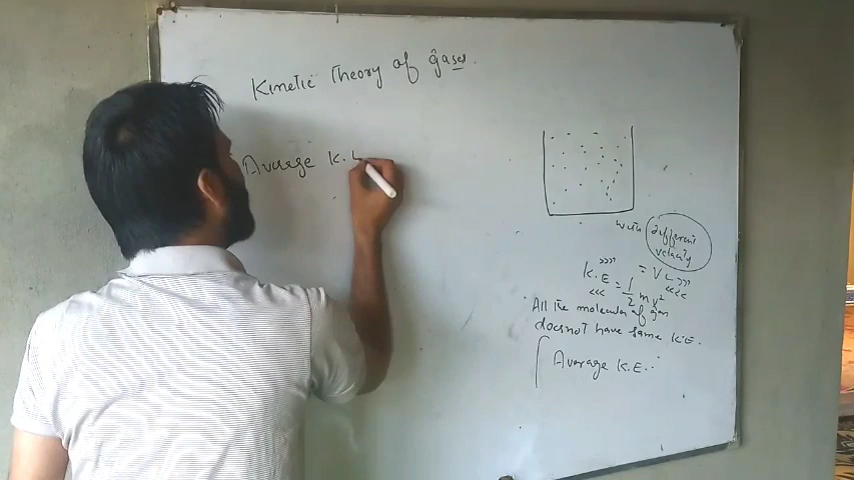 Kinetic Theory of gases.
Average K.E
with different
velocity
K.E = 1/2 mv²
All the molecules of gas
doesnot have same K.E.
Average K.E.